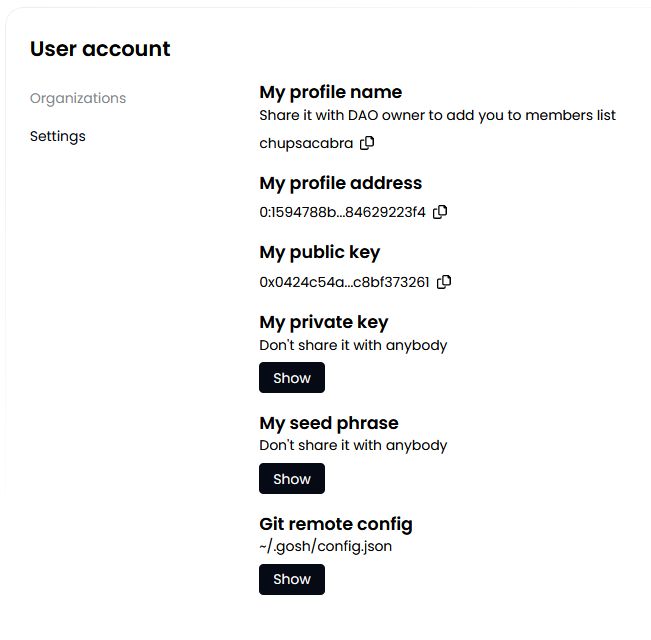 User account
Organizations
Settings
My profile name
Share it with DAO owner to add you to members list
chupsacabra
My profile address
0:1594788b...84629223f4
My public key
0x0424c54a...c8bf373261
My private key
Don't share it with anybody
Show
My seed phrase
Don't share it with anybody
Show
Git remote config
~/.gosh/config.json
Show